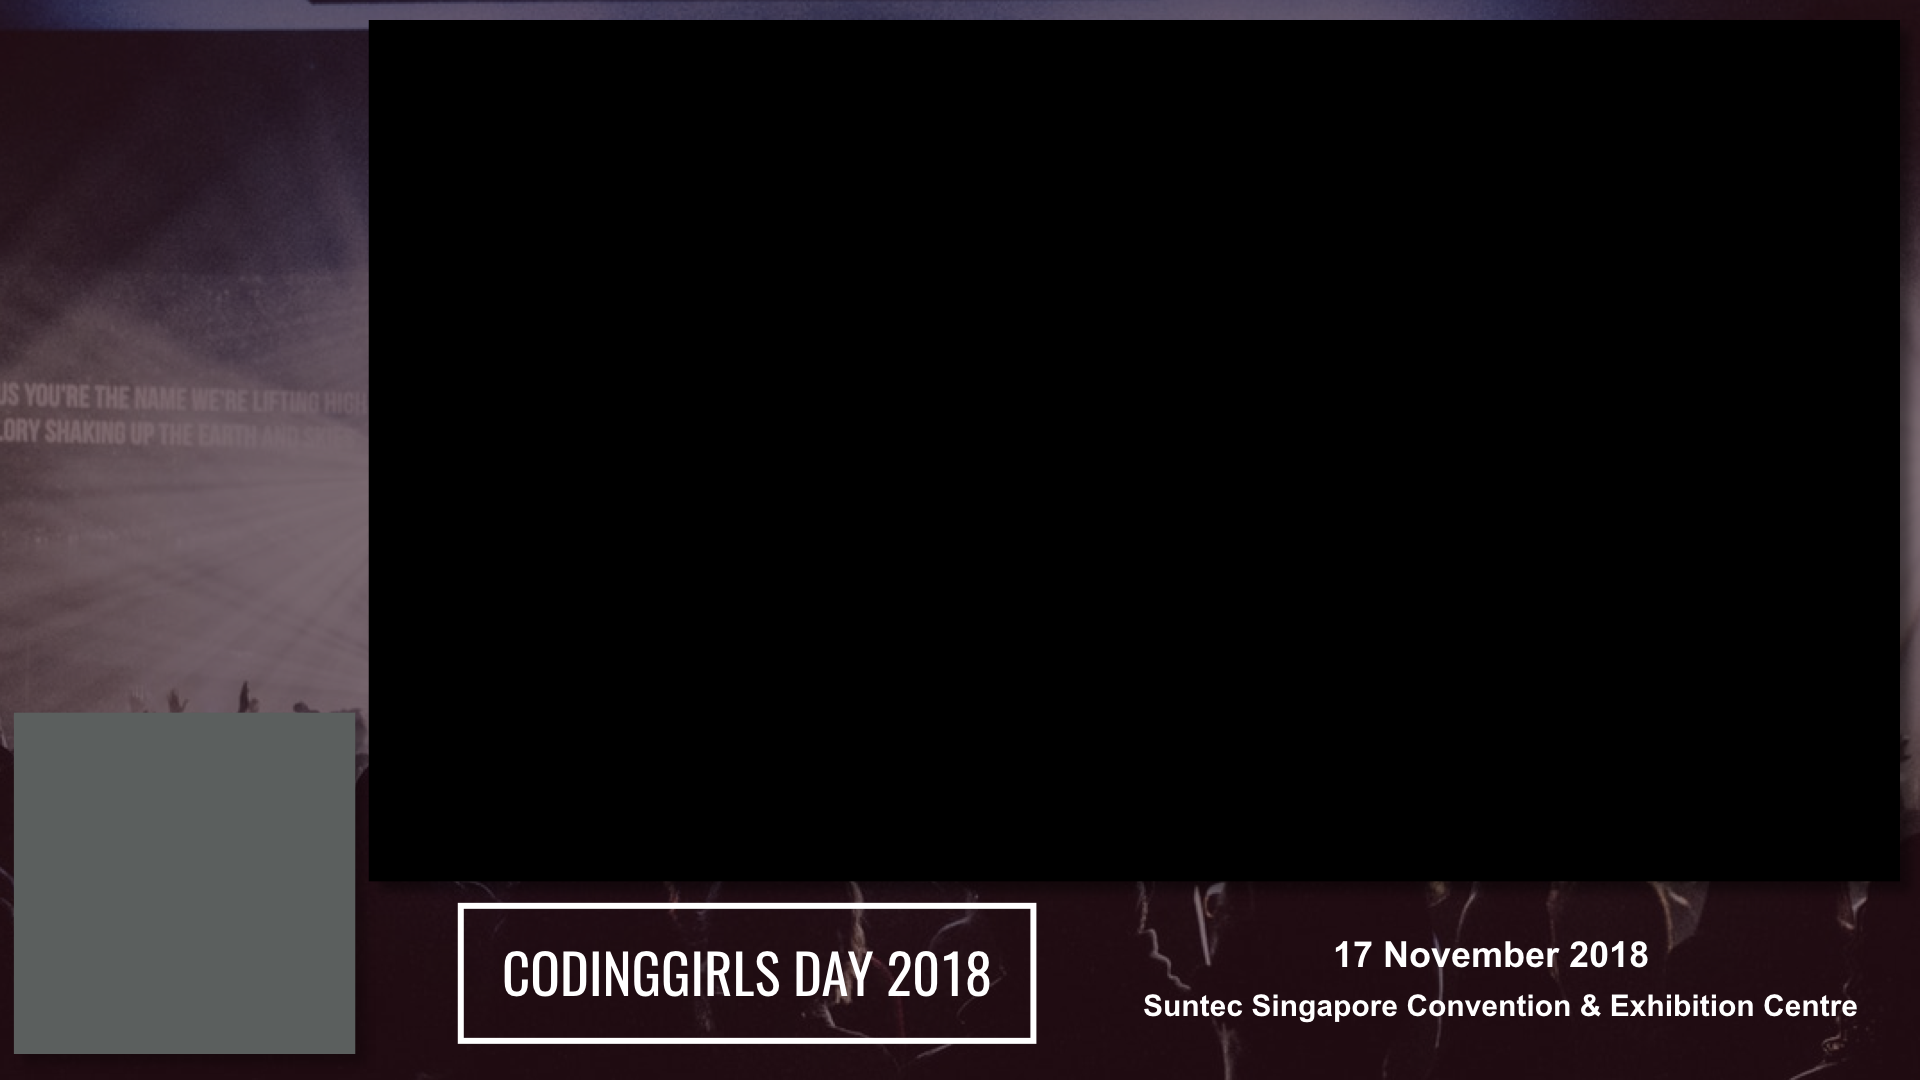 US YOU'RE THE NAME WE'RE LIFTING HIGH
LORY SHAKING UP THE EARTH AND SKIES
CODINGGIRLS DAY 2018
17 November 2018
Suntec Singapore Convention & Exhibition Centre